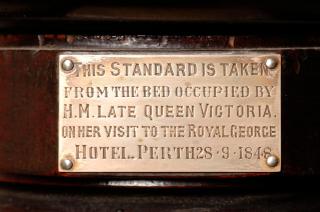 THIS STANDARD IS TAKEN
FROM THE BED OCCUPIED BY
H.M. LATE QUEEN VICTORIA.
ON HER VISIT TO THE ROYAL GEORGE
HOTEL.. PERTH 28·9·1848